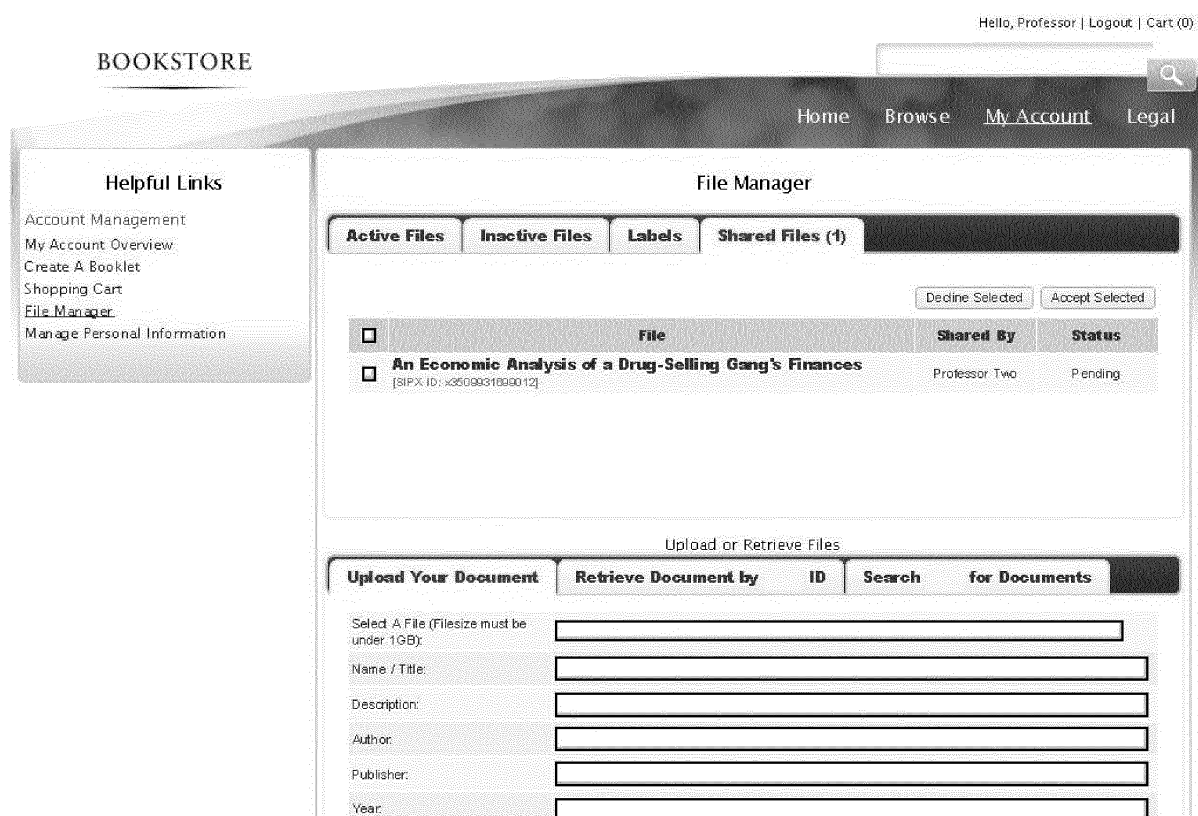 Hello, Professor | Logout | Cart (0)
BOOKSTORE
Home Browse My Account Legal
Helpful Links
Account Management
My Account Overview
Create A Booklet
Shopping Cart
File Manager
Manage Personal Information
File Manager
Active Files Inactive Files Labels Shared Files (1)
Decline Selected Accept Selected
File Shared By Status
An Economic Analysis of a Drug-Selling Gang's Finances
[SIPX ID: x3509931699012]
Professor Two Pending
Upload or Retrieve Files
Upload Your Document Retrieve Document by ID Search for Documents
Select A File (Filesize must be
under 1GB):
Name / Title:
Description:
Author:
Publisher:
Year: